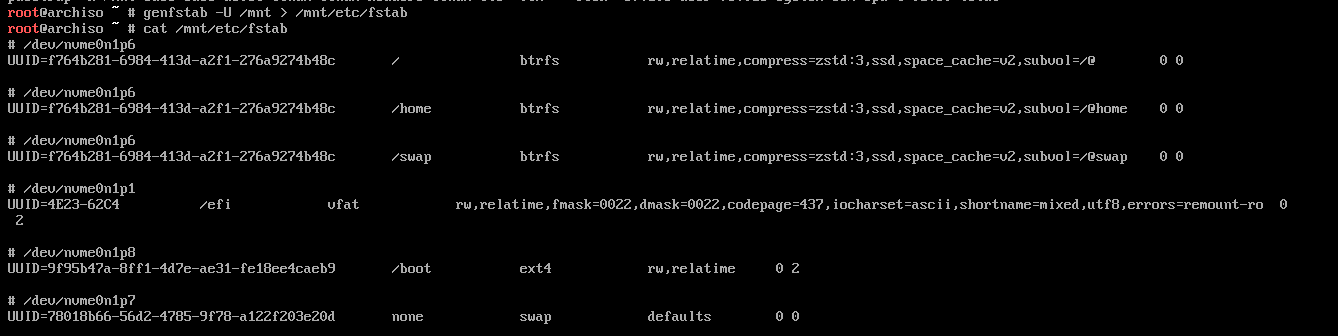 root@archiso ~ # genfstab -U /mnt > /mnt/etc/fstab
root@archiso ~ # cat /mnt/etc/fstab
# /dev/nvme0n1p6
UUID=f764b281-6984-413d-a2f1-276a9274b48c / btrfs rw,relatime,compress=zstd:3,ssd,space_cache=v2,subvol=/@ 0 0
# /dev/nvme0n1p6
UUID=f764b281-6984-413d-a2f1-276a9274b48c /home btrfs rw,relatime,compress=zstd:3,ssd,space_cache=v2,subvol=/@home 0 0
# /dev/nvme0n1p6
UUID=f764b281-6984-413d-a2f1-276a9274b48c /swap btrfs rw,relatime,compress=zstd:3,ssd,space_cache=v2,subvol=/@swap 0 0
# /dev/nvme0n1p1
UUID=4E23-62C4 /efi vfat rw,relatime,fmask=0022,dmask=0022,codepage=437,iocharset=ascii,shortname=mixed,utf8,errors=remount-ro 0
2
# /dev/nvme0n1p8
UUID=9f95b47a-8ff1-4d7e-ae31-fe18ee4caeb9 /boot ext4 rw,relatime 0 2
# /dev/nvme0n1p7
UUID=78018b66-56d2-4785-9f78-a122f203e20d none swap defaults 0 0